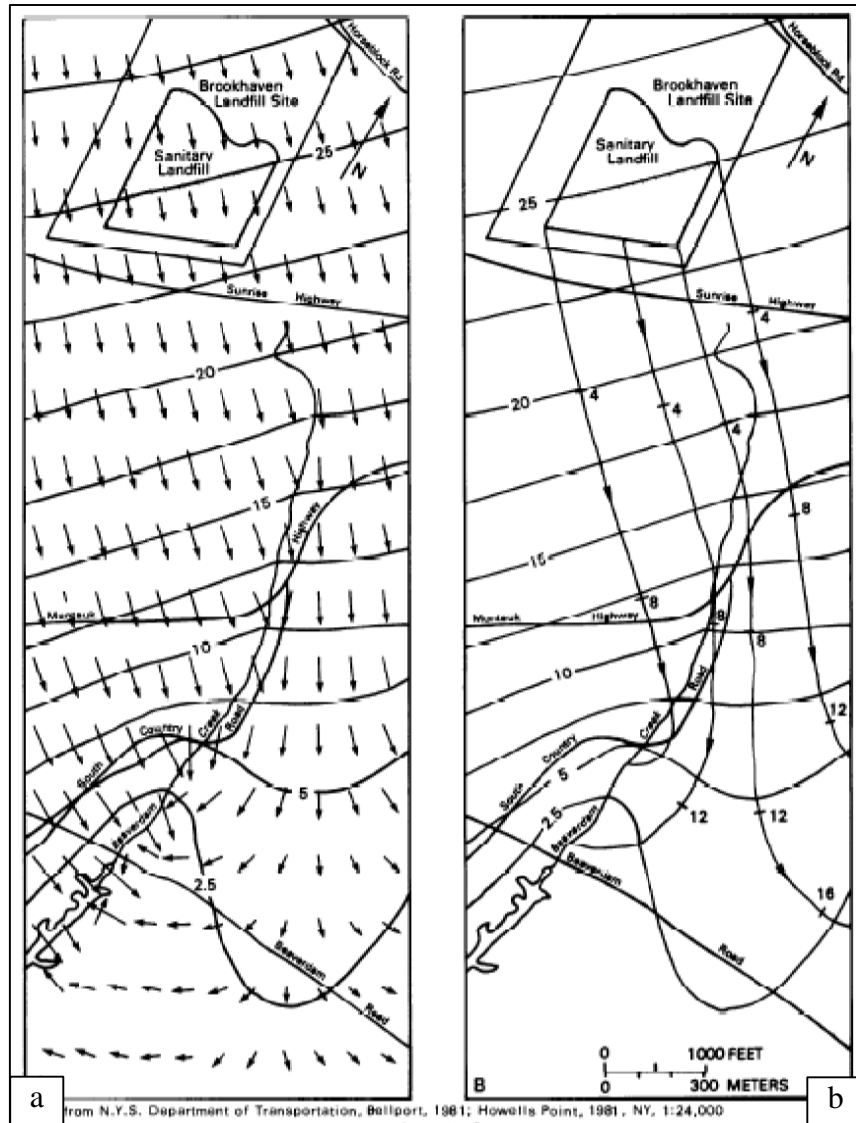 Horseblock Rd.
Brookhaven
Landfill Site
Sanitary
Landfill
N
25
Sunrise Highway
20
15
Highway
Montauk
10
South Country
Creek Road
5
Beaverdam
2.5
Beaverdam
Road
a
Horseblock Rd.
Brookhaven
Landfill Site
Sanitary
Landfill
N
25
Sunrise Highway
4
20
4
4
4
8
15
8
Montauk Highway
8
8
10
Road
12
Creek
South Country
5
2.5
12
12
Beaverdam
Beaverdam
16
Road
0 1000 FEET
0 300 METERS
B
b
from N.Y.S. Department of Transportation, Bellport, 1981; Howells Point, 1981, NY, 1:24,000